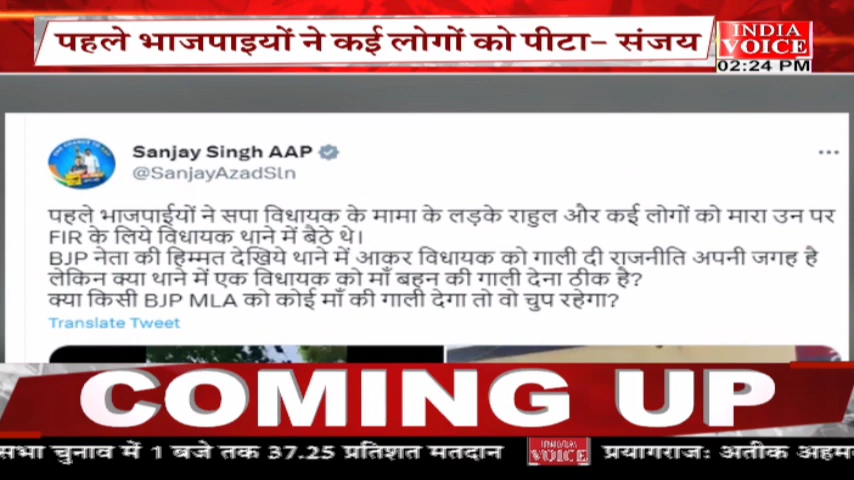 पहले भाजपाइयों ने कई लोगों को पीटा– संजय
INDIA
VOICE
02:24 PM
Sanjay Singh AAP
@SanjayAzadSln
पहले भाजपाईयों ने सपा विधायक के मामा के लड़के राहुल और कई लोगों को मारा उन पर
FIR के लिये विधायक थाने में बैठे थे।
BJP नेता की हिम्मत देखिये थाने में आकर विधायक को गाली दी राजनीति अपनी जगह है
लेकिन क्या थाने में एक विधायक को माँ बहन की गाली देना ठीक है?
क्या किसी BJP MLA को कोई माँ की गाली देगा तो वो चुप रहेगा?
Translate Tweet
COMING UP
सभा चुनाव में 1 बजे तक 37.25 प्रतिशत मतदान
INDIA
VOICE
प्रयागराज: अतीक अहम